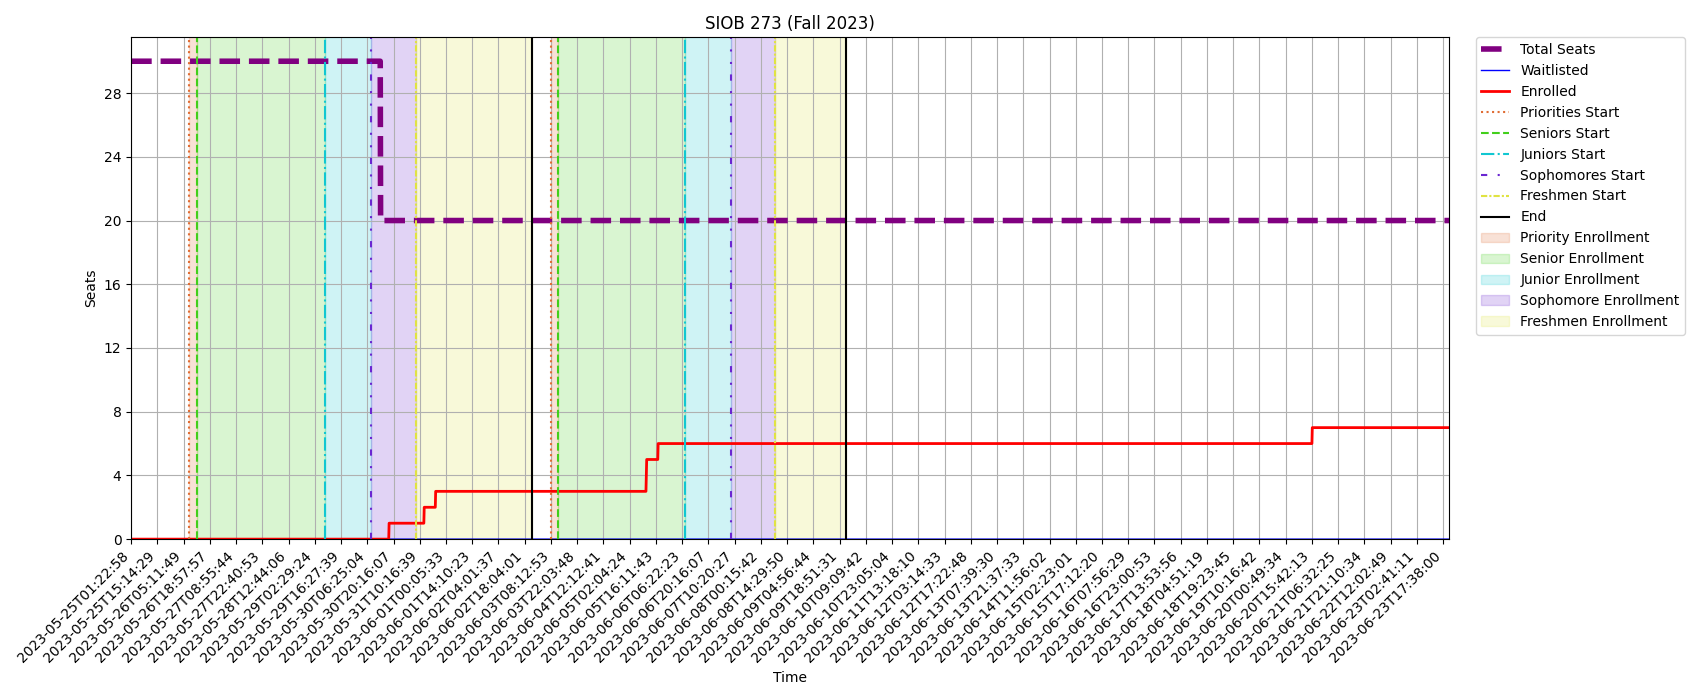 SIOB 273 (Fall 2023)
Total Seats
Waitlisted
Enrolled
Priorities Start
Seniors Start
Juniors Start
Sophomores Start
Freshmen Start
End
Priority Enrollment
Senior Enrollment
Junior Enrollment
Sophomore Enrollment
Freshmen Enrollment
Seats
28
24
20
16
12
8
4
0
2023-05-25T01:22:58
2023-05-25T15:14:29
2023-05-26T05:11:49
2023-05-26T18:57:57
2023-05-27T08:55:44
2023-05-27T22:40:53
2023-05-28T12:44:06
2023-05-29T02:29:24
2023-05-29T16:27:39
2023-05-30T06:25:04
2023-05-30T20:16:07
2023-05-31T10:16:39
2023-06-01T00:05:33
2023-06-01T14:10:23
2023-06-02T04:01:37
2023-06-02T18:04:01
2023-06-03T08:12:53
2023-06-03T22:03:48
2023-06-04T12:12:41
2023-06-05T02:04:24
2023-06-05T16:11:43
2023-06-06T06:22:23
2023-06-06T20:16:07
2023-06-07T10:20:27
2023-06-08T00:15:42
2023-06-08T14:29:50
2023-06-09T04:56:44
2023-06-09T18:51:31
2023-06-10T09:09:42
2023-06-10T23:05:04
2023-06-11T13:18:10
2023-06-12T03:14:33
2023-06-12T17:22:48
2023-06-13T07:39:30
2023-06-13T21:37:33
2023-06-14T11:56:02
2023-06-15T02:23:01
2023-06-15T17:12:20
2023-06-16T07:56:29
2023-06-16T23:00:53
2023-06-17T13:53:56
2023-06-18T04:51:19
2023-06-18T19:23:45
2023-06-19T10:16:42
2023-06-20T00:49:34
2023-06-20T15:42:13
2023-06-21T06:32:25
2023-06-21T21:10:34
2023-06-22T12:02:49
2023-06-23T02:41:11
2023-06-23T17:38:00
Time